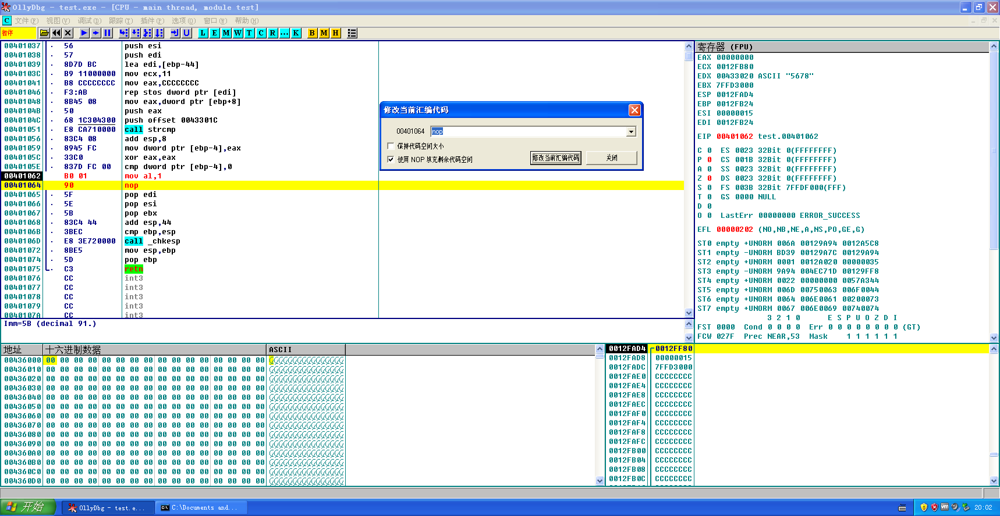 OllyDbg - test.exe - [CPU - main thread, module test]
C 文件(F) 视图(V) 调试(D) 跟踪(T) 插件(P) 选项(O) 窗口(W) 帮助(H)
暂停 L E M W T C R ... K B M H
00401037 56 push esi
00401038 57 push edi
00401039 8D7D BC lea edi,[ebp-44]
0040103C B9 11000000 mov ecx,11
00401041 B8 CCCCCCCC mov eax,CCCCCCCC
00401046 F3:AB rep stos dword ptr [edi]
00401048 8B45 08 mov eax,dword ptr [ebp+8]
0040104B 50 push eax
0040104C 68 1C304300 push offset 0043301C
00401051 E8 CA710000 call strcmp
00401056 83C4 08 add esp,8
00401059 8945 FC mov dword ptr [ebp-4],eax
0040105C 33C0 xor eax,eax
0040105E 837D FC 00 cmp dword ptr [ebp-4],0
00401062 B0 01 mov al,1
00401064 90 nop
00401065 5F pop edi
00401066 5E pop esi
00401067 5B pop ebx
00401068 83C4 44 add esp,44
0040106B 3BEC cmp ebp,esp
0040106D E8 3E720000 call _chkesp
00401072 8BE5 mov esp,ebp
00401074 5D pop ebp
00401075 C3 retn
00401076 CC int3
00401077 CC int3
00401078 CC int3
00401079 CC int3
0040107A CC int3
Imm=5B (decimal 91.)
修改当前汇编代码
00401064 nop
保持代码空间大小
使用 NOP 填充剩余代码空间
修改当前汇编代码 关闭
寄存器 (FPU)
EAX 00000000
ECX 0012FB80
EDX 00433020 ASCII "5678"
EBX 7FFD3000
ESP 0012FAD4
EBP 0012FB24
ESI 00000015
EDI 0012FB24
EIP 00401062 test.00401062
C 0 ES 0023 32Bit 0(FFFFFFFF)
P 0 CS 001B 32Bit 0(FFFFFFFF)
A 0 SS 0023 32Bit 0(FFFFFFFF)
Z 0 DS 0023 32Bit 0(FFFFFFFF)
S 0 FS 003B 32Bit 7FFDF000(FFF)
T 0 GS 0000 NULL
D 0
O 0 LastErr 00000000 ERROR_SUCCESS
EFL 00000202 (NO,NB,NE,A,NS,PO,GE,G)
ST0 empty +UNORM 006A 00129A94 0012A5C8
ST1 empty -UNORM BD39 00129A7C 00129A94
ST2 empty +UNORM 0001 0012A020 00000035
ST3 empty -UNORM 9A94 004EC71D 00129FF8
ST4 empty +UNORM 0022 00000000 0057A344
ST5 empty +UNORM 006D 00750063 006F0044
ST6 empty +UNORM 0064 006E0061 00200073
ST7 empty +UNORM 0067 006E0069 00740074
3 2 1 0 E S P U O Z D I
FST 0000 Cond 0 0 0 0 Err 0 0 0 0 0 0 0 0 (GT)
FCW 027F Prec NEAR,53 Mask 1 1 1 1 1 1
地址 十六进制数据 ASCII
00436000 00 00 00 00 00 00 00 00 00 00 00 00 00 00 00 00
00436010 00 00 00 00 00 00 00 00 00 00 00 00 00 00 00 00
00436020 00 00 00 00 00 00 00 00 00 00 00 00 00 00 00 00
00436030 00 00 00 00 00 00 00 00 00 00 00 00 00 00 00 00
00436040 00 00 00 00 00 00 00 00 00 00 00 00 00 00 00 00
00436050 00 00 00 00 00 00 00 00 00 00 00 00 00 00 00 00
00436060 00 00 00 00 00 00 00 00 00 00 00 00 00 00 00 00
00436070 00 00 00 00 00 00 00 00 00 00 00 00 00 00 00 00
00436080 00 00 00 00 00 00 00 00 00 00 00 00 00 00 00 00
00436090 00 00 00 00 00 00 00 00 00 00 00 00 00 00 00 00
004360A0 00 00 00 00 00 00 00 00 00 00 00 00 00 00 00 00
004360B0 00 00 00 00 00 00 00 00 00 00 00 00 00 00 00 00
004360C0 00 00 00 00 00 00 00 00 00 00 00 00 00 00 00 00
004360D0 00 00 00 00 00 00 00 00 00 00 00 00 00 00 00 00
0012FAD4 0012FF80
0012FAD8 00000015
0012FADC 7FFD3000
0012FAE0 CCCCCCCC
0012FAE4 CCCCCCCC
0012FAE8 CCCCCCCC
0012FAEC CCCCCCCC
0012FAF0 CCCCCCCC
0012FAF4 CCCCCCCC
0012FAF8 CCCCCCCC
0012FAFC CCCCCCCC
0012FB00 CCCCCCCC
0012FB04 CCCCCCCC
0012FB08 CCCCCCCC
0012FB0C CCCCCCCC
开始 OllyDbg - test.e... C:\Documents and... 20:02